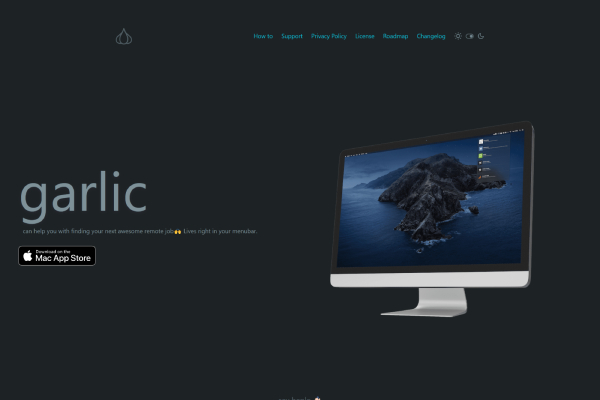 How to Support Privacy Policy License Roadmap Changelog
garlic
can help you with finding your next awesome remote job🙌 Lives right in your menubar.
Download on the
Mac App Store